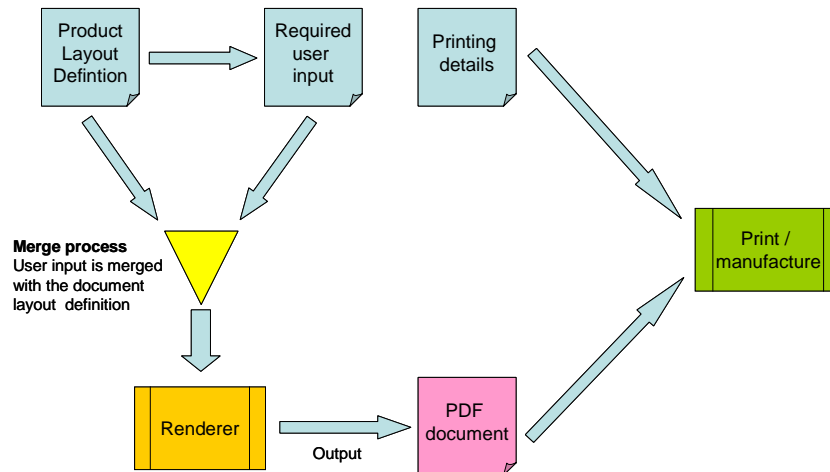 Product
Layout
Defintion
Required
user
input
Printing
details
Merge process
User input is merged
with the document
layout definition
Print /
manufacture
Renderer
Output
PDF
document